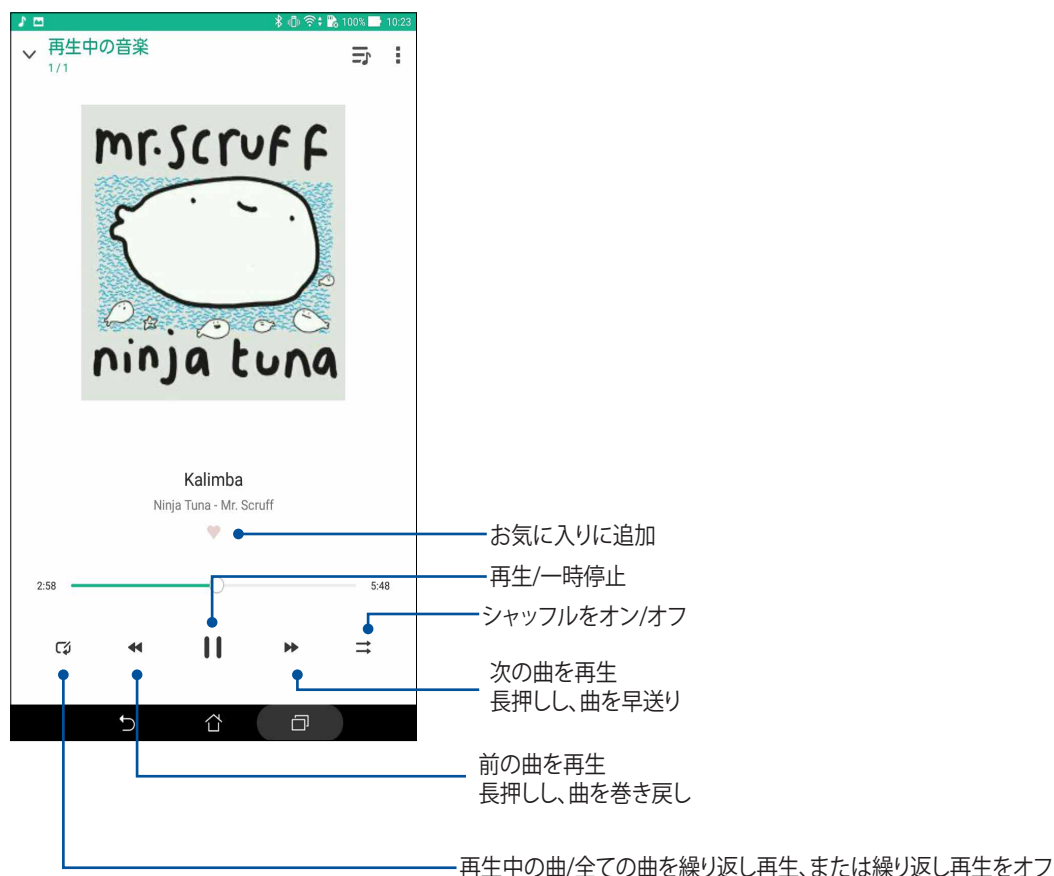 100% 10:23
再生中の音楽
1/1
mr.scruff
ninja tuna
Kalimba
Ninja Tuna - Mr. Scruff
お気に入りに追加
再生/一時停止
2:58 5:48
シャッフルをオン/オフ
次の曲を再生
長押しし、曲を早送り
前の曲を再生
長押しし、曲を巻き戻し
再生中の曲/全ての曲を繰り返し再生、または繰り返し再生をオフ